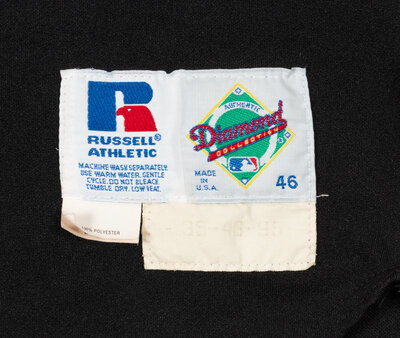 RUSSELL®
ATHLETIC
MACHINE WASH SEPARATELY
USE WARM WATER, GENTLE
CYCLE. DO NOT BLEACH
TUMBLE DRY. LOW HEAT.
AUTHENTIC
Diamond
COLLECTION
MADE
IN
U.S.A.
46
100% POLYESTER